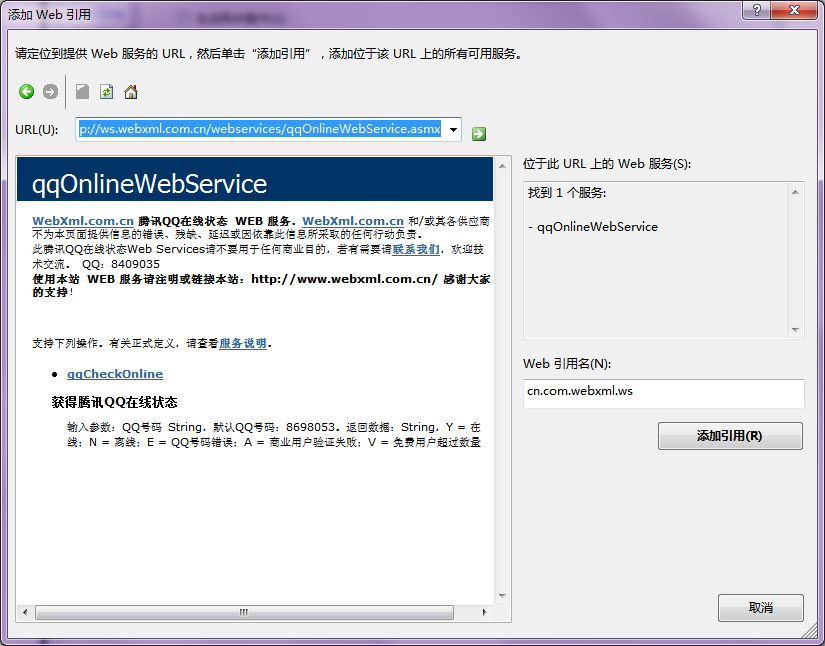 添加 Web 引用
请定位到提供 Web 服务的 URL，然后单击“添加引用”，添加位于该 URL 上的所有可用服务。
URL(U):
p://ws.webxml.com.cn/webservices/qqOnlineWebService.asmx
qqOnlineWebService
WebXml.com.cn 腾讯QQ在线状态 WEB 服务。WebXml.com.cn 和/或其各供应商
不为本页面提供信息的错误、残缺、延迟或因依靠此信息所采取的任何行动负责。
此腾讯QQ在线状态Web Services请不要用于任何商业目的，若有需要请联系我们，欢迎技
术交流。 QQ：8409035
使用本站 WEB 服务请注明或链接本站：http://www.webxml.com.cn/ 感谢大家
的支持！
支持下列操作。有关正式定义，请查看服务说明。
• qqCheckOnline
获得腾讯QQ在线状态
输入参数：QQ号码 String，默认QQ号码：8698053。返回数据：String，Y = 在
线；N = 离线；E = QQ号码错误；A = 商业用户验证失败；V = 免费用户超过数量
位于此 URL 上的 Web 服务(S):
找到 1 个服务:
- qqOnlineWebService
Web 引用名(N):
cn.com.webxml.ws
添加引用(R)
取消